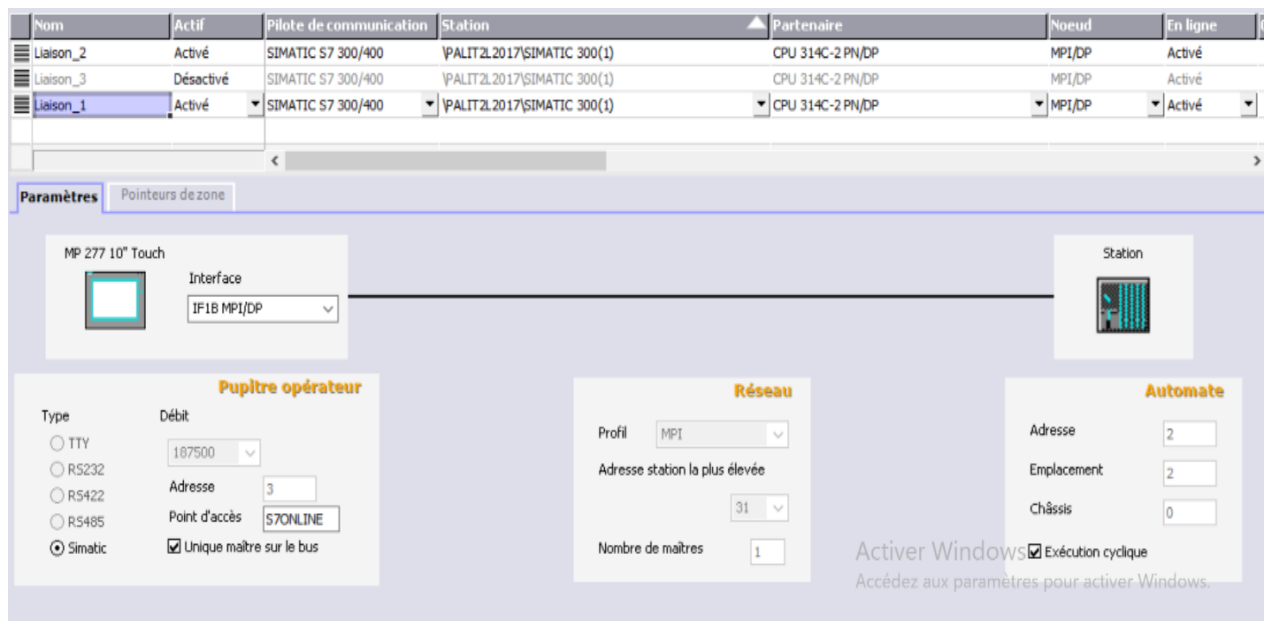 Nom Actif Pilote de communication Station Partenaire Noeud En ligne
Liaison_2 Activé SIMATIC S7 300/400 \PALIT2L2017\SIMATIC 300(1) CPU 314C-2 PN/DP MPI/DP Activé
Liaison_3 Désactivé SIMATIC S7 300/400 \PALIT2L2017\SIMATIC 300(1) CPU 314C-2 PN/DP MPI/DP Activé
Liaison_1 Activé SIMATIC S7 300/400 \PALIT2L2017\SIMATIC 300(1) CPU 314C-2 PN/DP MPI/DP Activé
Paramètres Pointeurs de zone
MP 277 10" Touch
Interface
IF1B MPI/DP
Station
Pupitre opérateur
Type Débit
TTY
187500
RS232
Adresse 3
RS422
Point d'accès S7ONLINE
RS485
Simatic
Unique maître sur le bus
Réseau
Profil MPI
Adresse station la plus élevée
31
Nombre de maîtres 1
Automate
Adresse 2
Emplacement 2
Châssis 0
Exécution cyclique
Activer Windows
Accédez aux paramètres pour activer Windows.